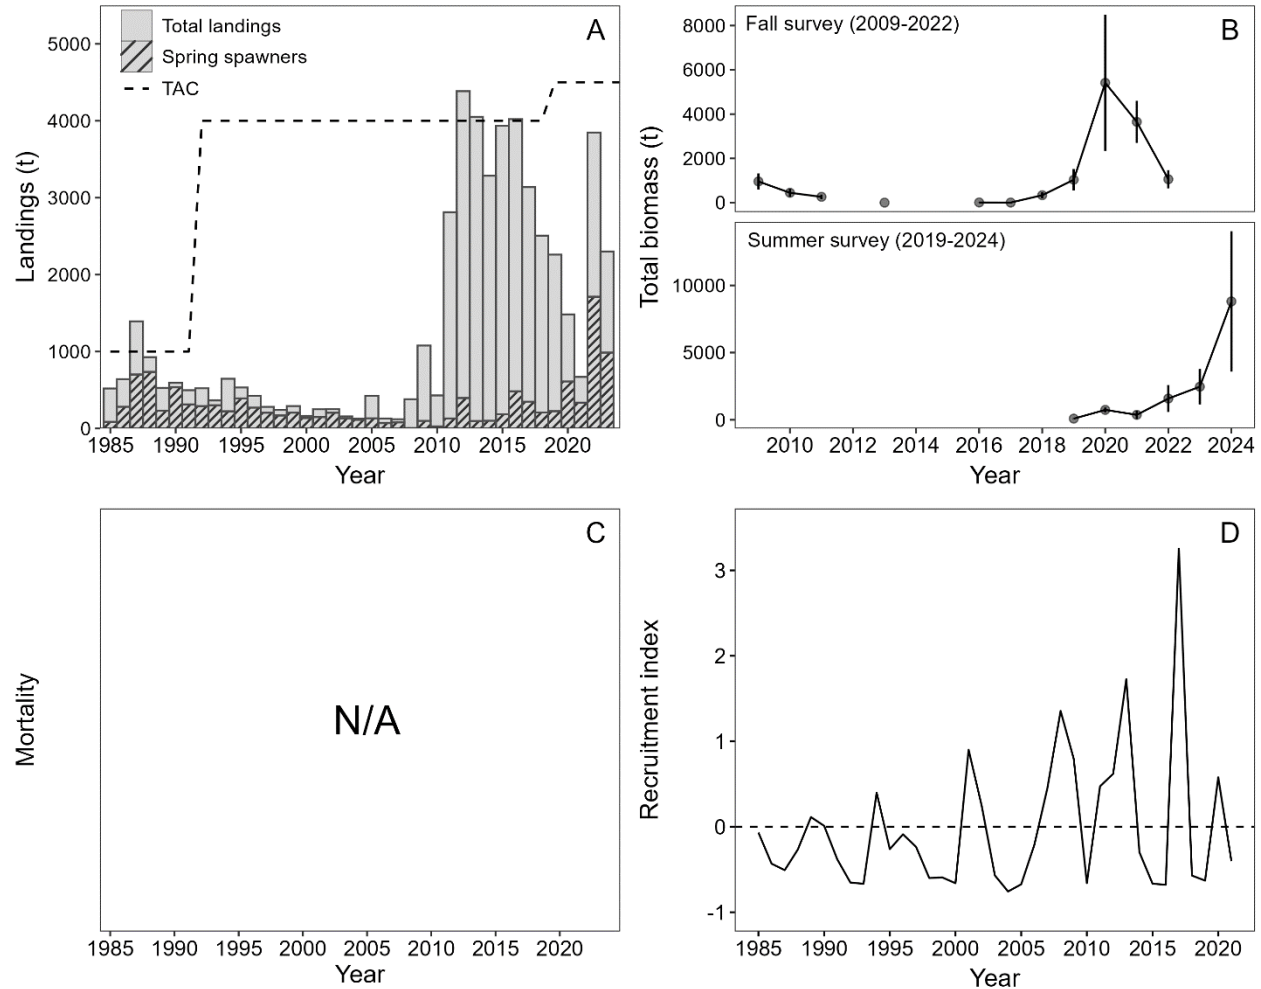 A
Total landings
Spring spawners
TAC
Landings (t)
5000
4000
3000
2000
1000
0
1985 1990 1995 2000 2005 2010 2015 2020
Year
Fall survey (2009-2022)
B
Total biomass (t)
8000
6000
4000
2000
0
Summer survey (2019-2024)
10000
5000
0
2010 2012 2014 2016 2018 2020 2022 2024
Year
C
Mortality
N/A
1985 1990 1995 2000 2005 2010 2015 2020
Year
D
Recruitment index
3
2
1
0
-1
1985 1990 1995 2000 2005 2010 2015 2020
Year